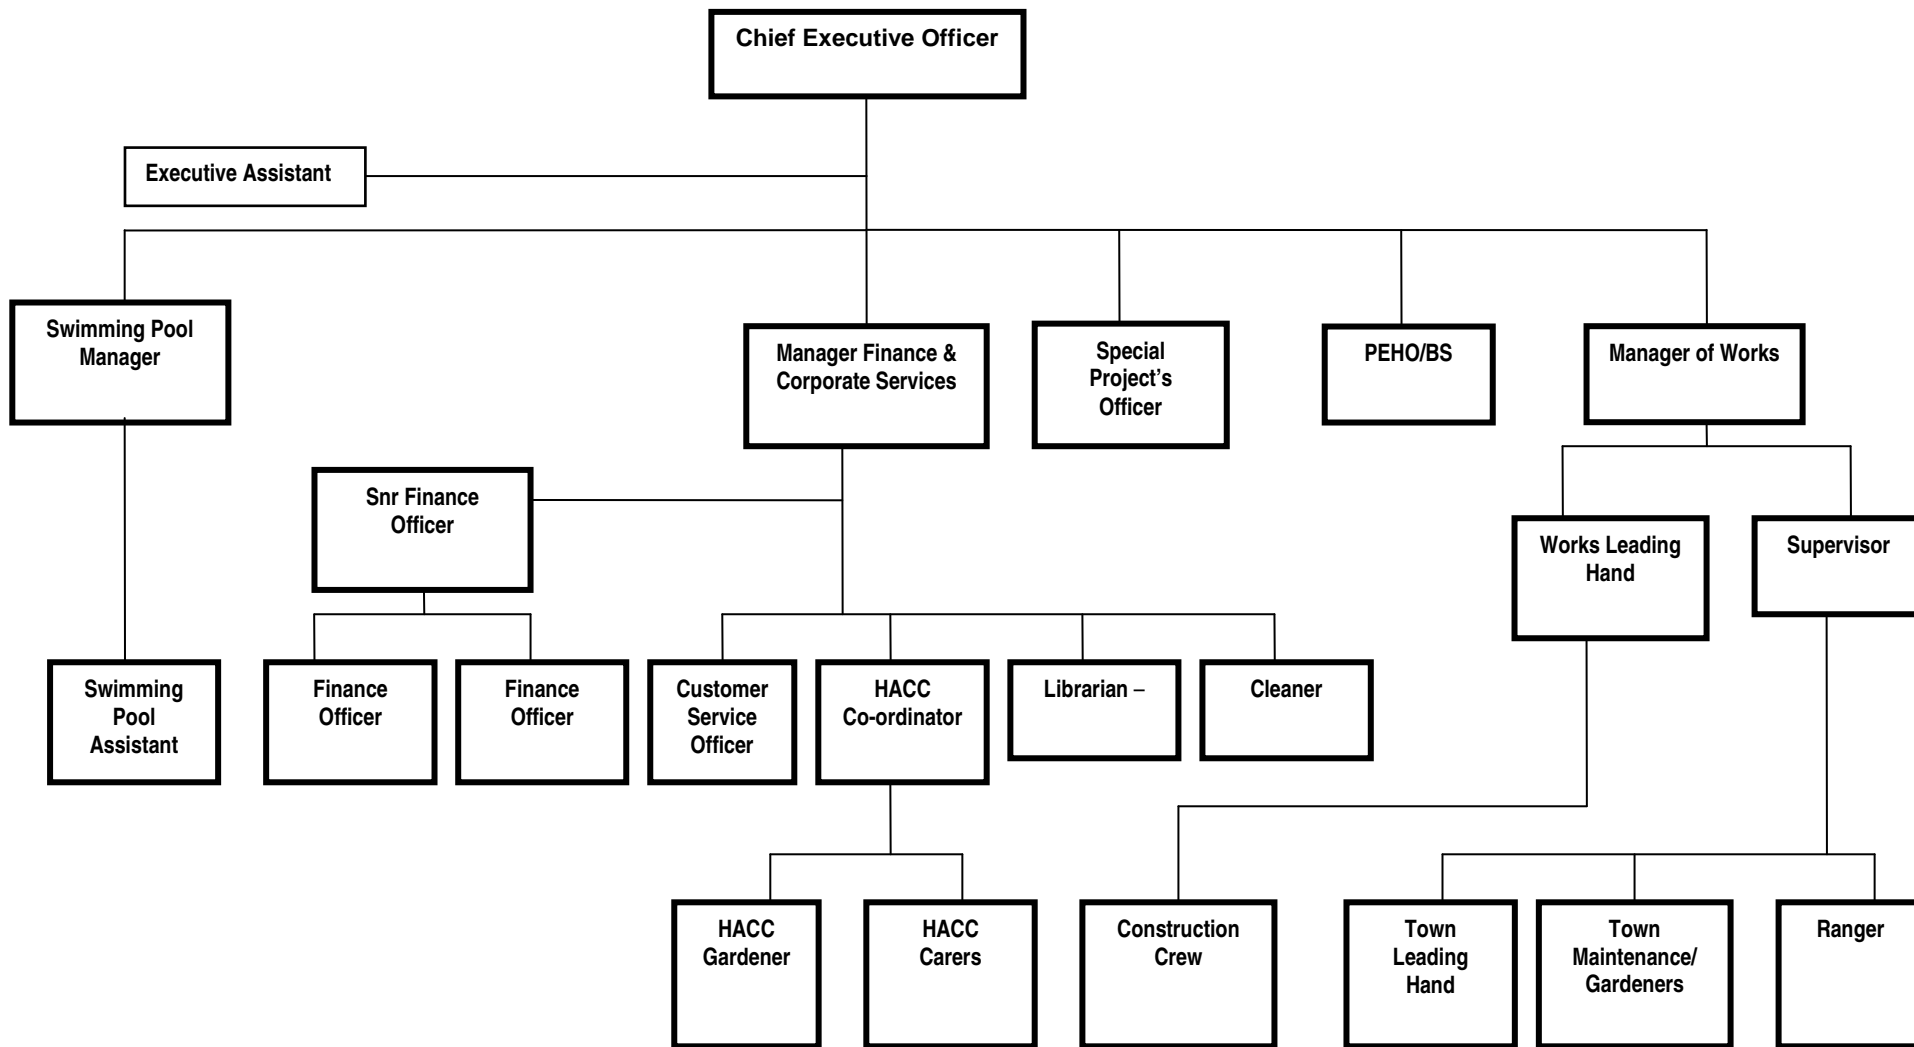 Chief Executive Officer
Executive Assistant
Swimming Pool
Manager
Manager Finance &
Corporate Services
Special
Project's
Officer
PEHO/BS
Manager of Works
Snr Finance
Officer
Works Leading
Hand
Supervisor
Swimming
Pool
Assistant
Finance
Officer
Finance
Officer
Customer
Service
Officer
HACC
Co-ordinator
Librarian –
Cleaner
HACC
Gardener
HACC
Carers
Construction
Crew
Town
Leading
Hand
Town
Maintenance/
Gardeners
Ranger